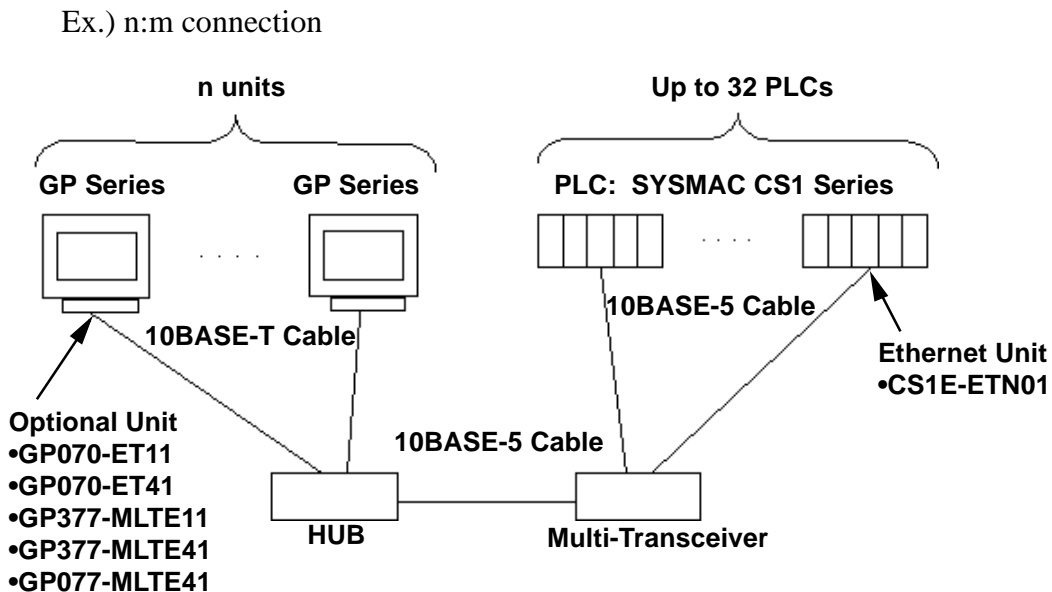 Ex.) n:m connection
n units
Up to 32 PLCs
GP Series
GP Series
PLC:  SYSMAC CS1 Series
. . . .
. . . .
10BASE-T Cable
10BASE-5 Cable
Ethernet Unit
•CS1E-ETN01
Optional Unit
•GP070-ET11
•GP070-ET41
•GP377-MLTE11
•GP377-MLTE41
•GP077-MLTE41
10BASE-5 Cable
HUB
Multi-Transceiver